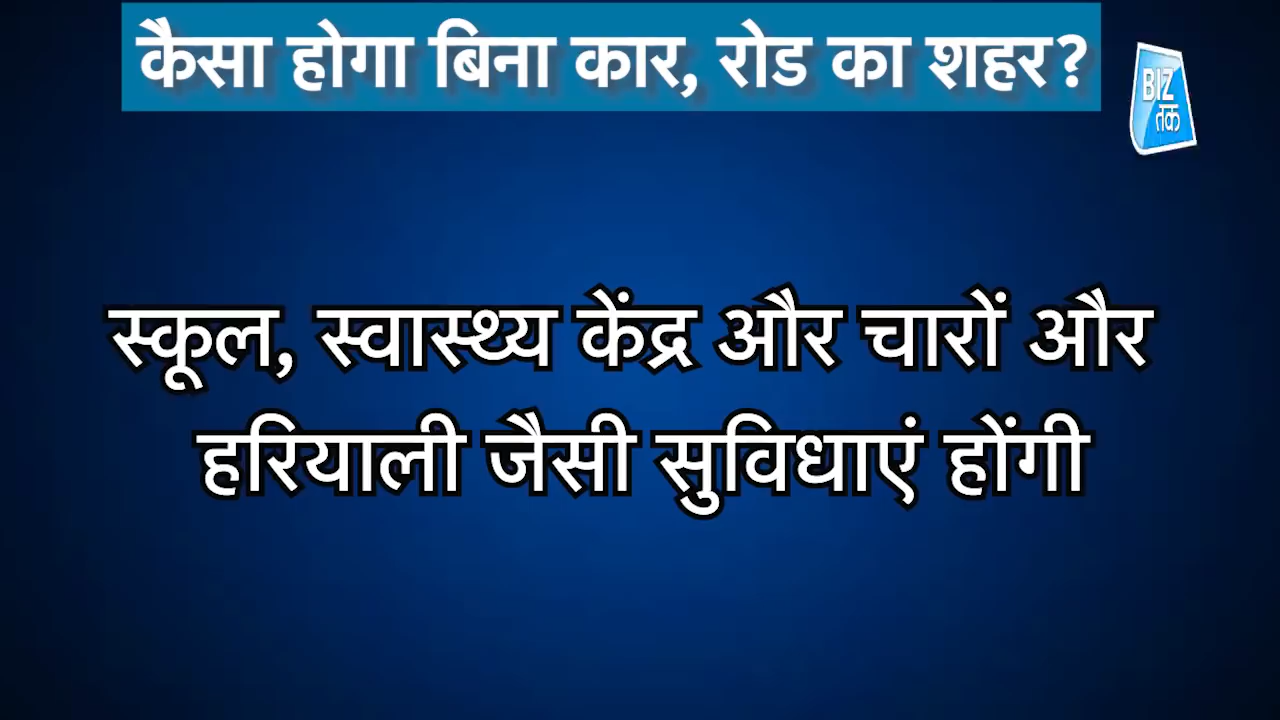 कैसा होगा बिना कार, रोड का शहर?
BIZ
तक
स्कूल, स्वास्थ्य केंद्र और चारों और
हरियाली जैसी सुविधाएं होंगी